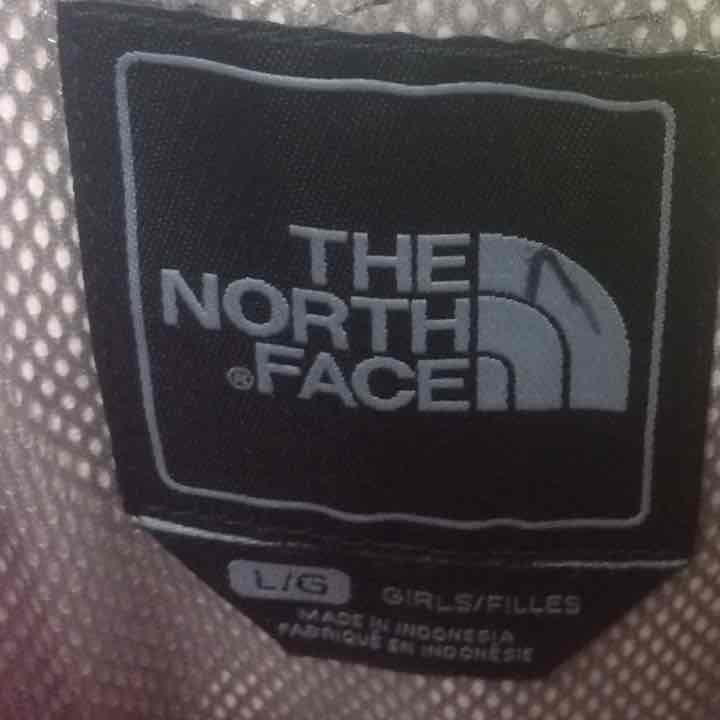 THE
NORTH
®FACE
L/G GIRLS/FILLES
MADE IN INDONESIA
FABRIQUÉ EN INDONÉSIE